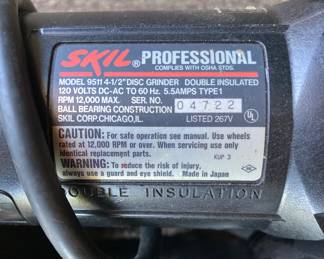 SKIL® PROFESSIONAL
COMPLIES WITH OSHA STDS.
MODEL 9511 4-1/2" DISC GRINDER DOUBLE INSULATED
120 VOLTS DC-AC TO 60 Hz. 5.5AMPS TYPE1
RPM 12,000 MAX. SER. NO. 04722
BALL BEARING CONSTRUCTION
SKIL CORP. CHICAGO,IL. LISTED 267V UL
CAUTION: For safe operation see manual. Use wheels
rated at 12,000 RPM or over. When servicing use only
identical replacement parts. KUP 3
WARNING: To reduce the risk of injury,
always use a guard and eye shield. Made in Japan
DOUBLE INSULATION